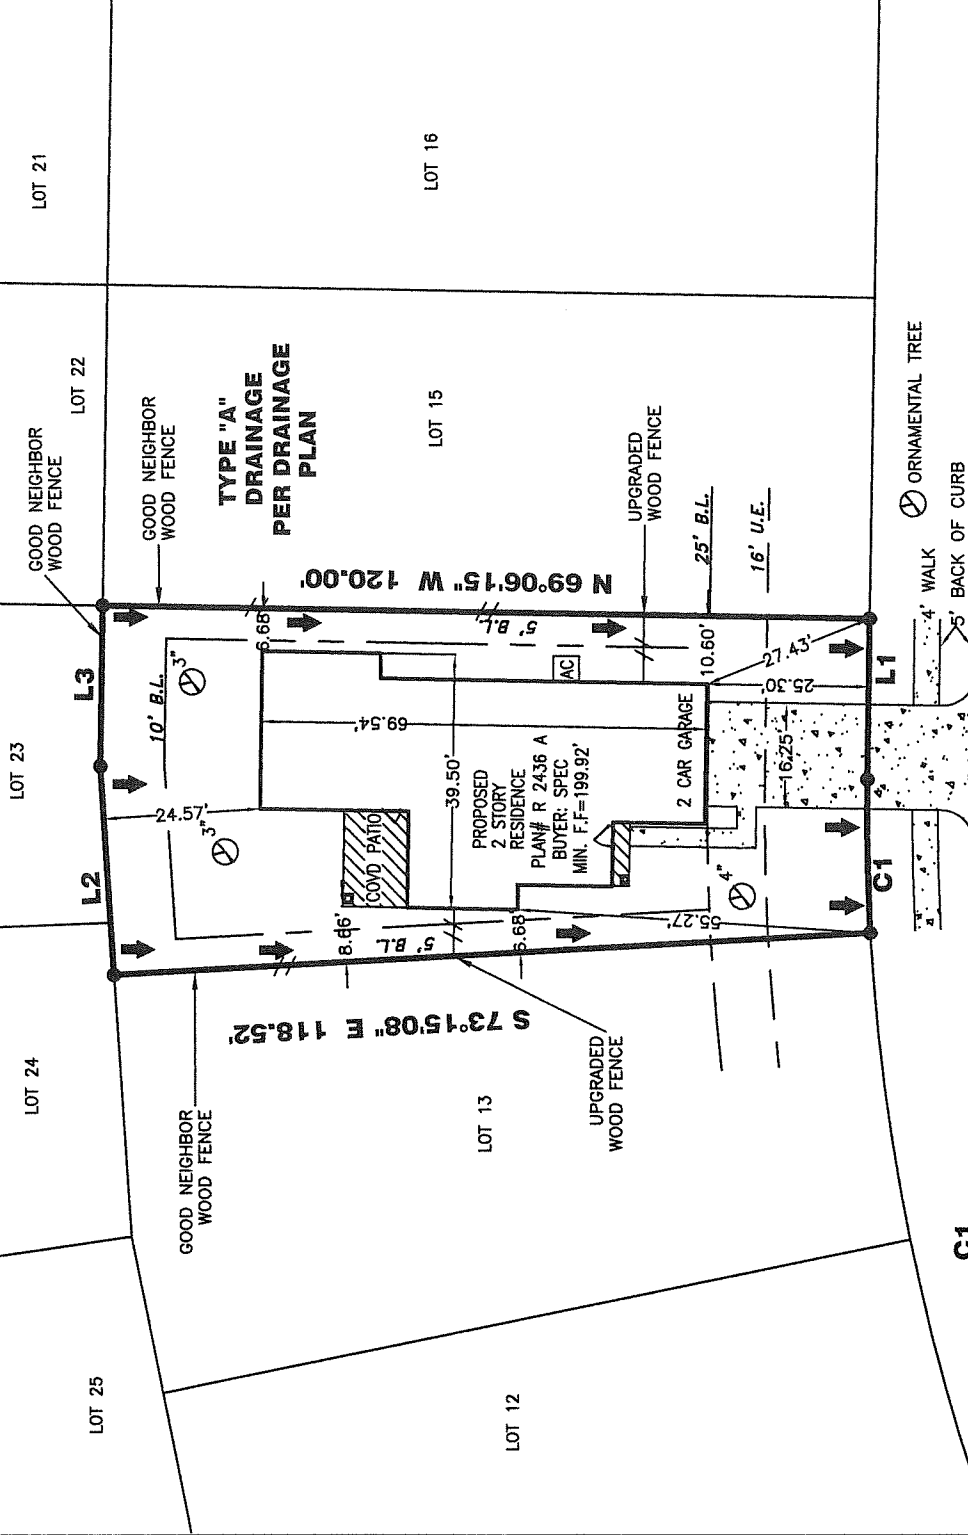 LOT 21
LOT 16
LOT 22
GOOD NEIGHBOR
WOOD FENCE
GOOD NEIGHBOR
WOOD FENCE
TYPE "A"
DRAINAGE
PER DRAINAGE
PLAN
LOT 15
UPGRADED
WOOD FENCE
25' B.L.
16' U.E.
ORNAMENTAL TREE
4' WALK
5' BACK OF CURB
N 69°06'15" W 120.00'
L3
LOT 23
10' B.L.
3"
6.68'
5' B.L.
AC
10.60'
27.43'
25.30'
L1
69.54'
39.50'
24.57'
3"
COVD PATIO
PROPOSED
2 STORY
RESIDENCE
PLAN# R 2436 A
BUYER: SPEC
MIN. F.F=199.92'
2 CAR GARAGE
16.25'
L2
C1
4"
8.66'
5' B.L.
6.68'
55.27'
S 73°15'08" E 118.52'
LOT 24
GOOD NEIGHBOR
WOOD FENCE
LOT 13
UPGRADED
WOOD FENCE
C1
LOT 25
LOT 12